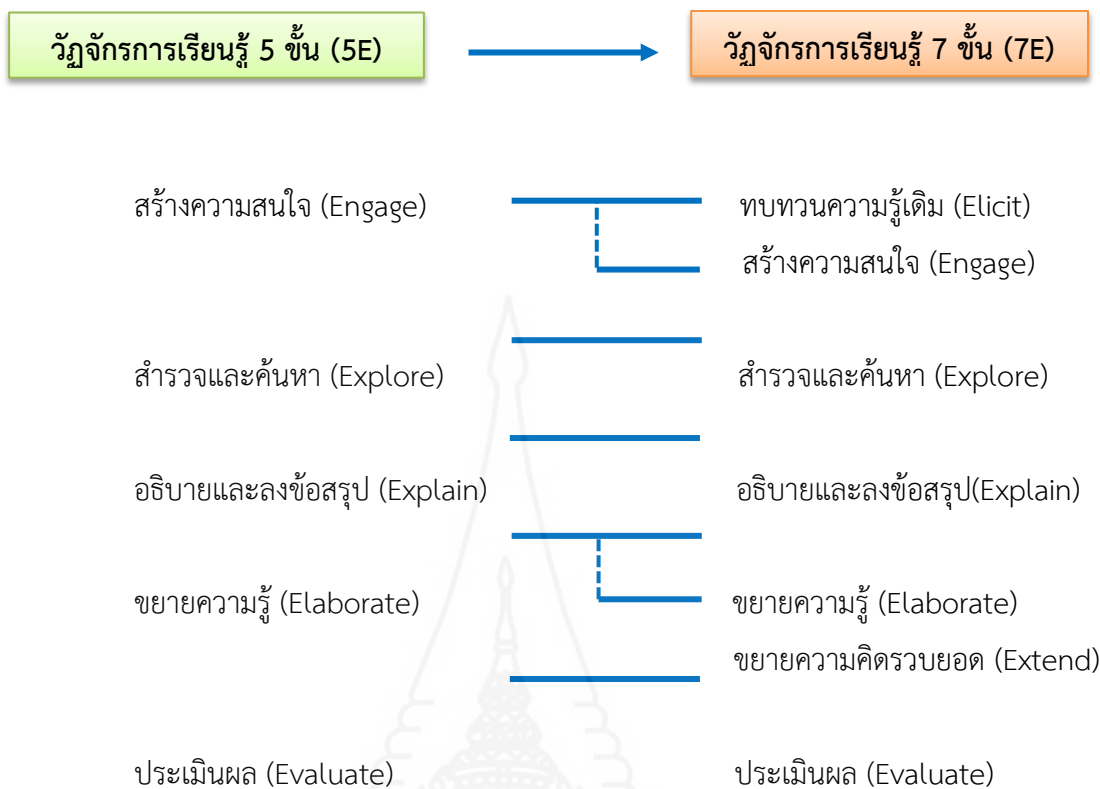 วัฏจักรการเรียนรู้ 5 ขั้น (5E)
วัฏจักรการเรียนรู้ 7 ขั้น (7E)
สร้างความสนใจ (Engage)
ทบทวนความรู้เดิม (Elicit)
สร้างความสนใจ (Engage)
สำรวจและค้นหา (Explore)
สำรวจและค้นหา (Explore)
อธิบายและลงข้อสรุป (Explain)
อธิบายและลงข้อสรุป(Explain)
ขยายความรู้ (Elaborate)
ขยายความรู้ (Elaborate)
ขยายความคิดรวบยอด (Extend)
ประเมินผล (Evaluate)
ประเมินผล (Evaluate)